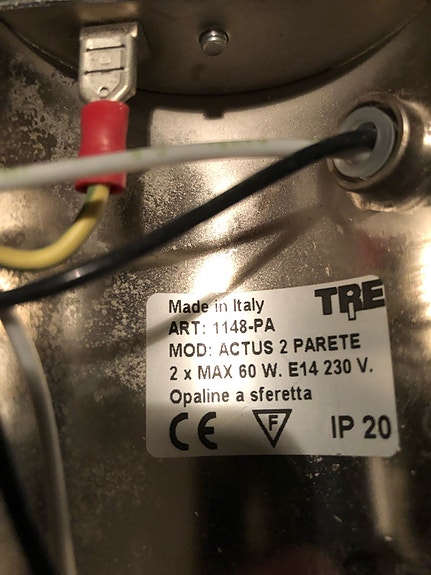 Made in Italy
TRE
ART: 1148-PA
MOD: ACTUS 2 PARETE
2 x MAX 60 W. E14 230 V.
Opaline a sferetta
CE F IP 20